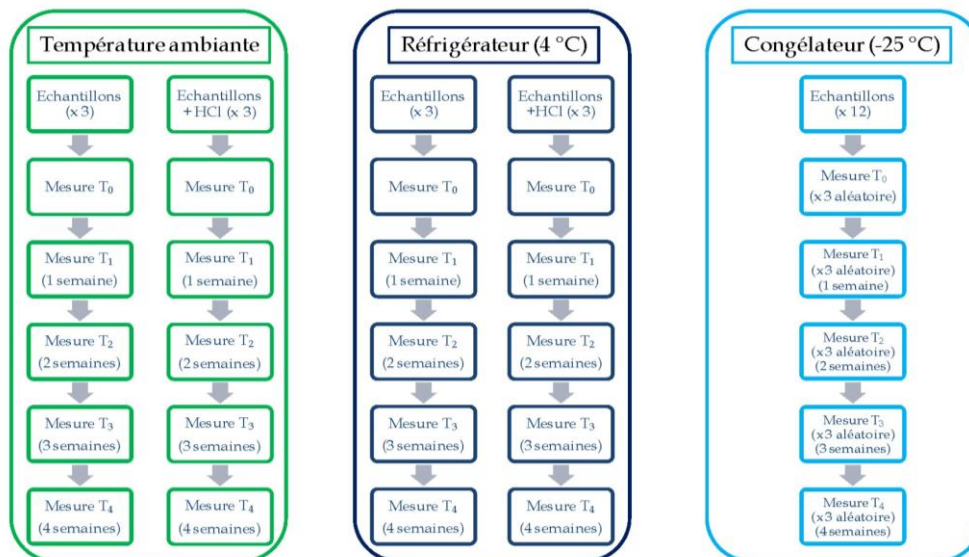 Température ambiante
Echantillons
(x 3)
Mesure T₀
Mesure T₁
(1 semaine)
Mesure T₂
(2 semaines)
Mesure T₃
(3 semaines)
Mesure T₄
(4 semaines)
Echantillons
+HCl (x 3)
Mesure T₀
Mesure T₁
(1 semaine)
Mesure T₂
(2 semaines)
Mesure T₃
(3 semaines)
Mesure T₄
(4 semaines)
Réfrigérateur (4 °C)
Echantillons
(x 3)
Mesure T₀
Mesure T₁
(1 semaine)
Mesure T₂
(2 semaines)
Mesure T₃
(3 semaines)
Mesure T₄
(4 semaines)
Echantillons
+HCl (x 3)
Mesure T₀
Mesure T₁
(1 semaine)
Mesure T₂
(2 semaines)
Mesure T₃
(3 semaines)
Mesure T₄
(4 semaines)
Congélateur (-25 °C)
Echantillons
(x 12)
Mesure T₀
(x3 aléatoire)
Mesure T₁
(x3 aléatoire)
(1 semaine)
Mesure T₂
(x3 aléatoire)
(2 semaines)
Mesure T₃
(x3 aléatoire)
(3 semaines)
Mesure T₄
(x3 aléatoire)
(4 semaines)